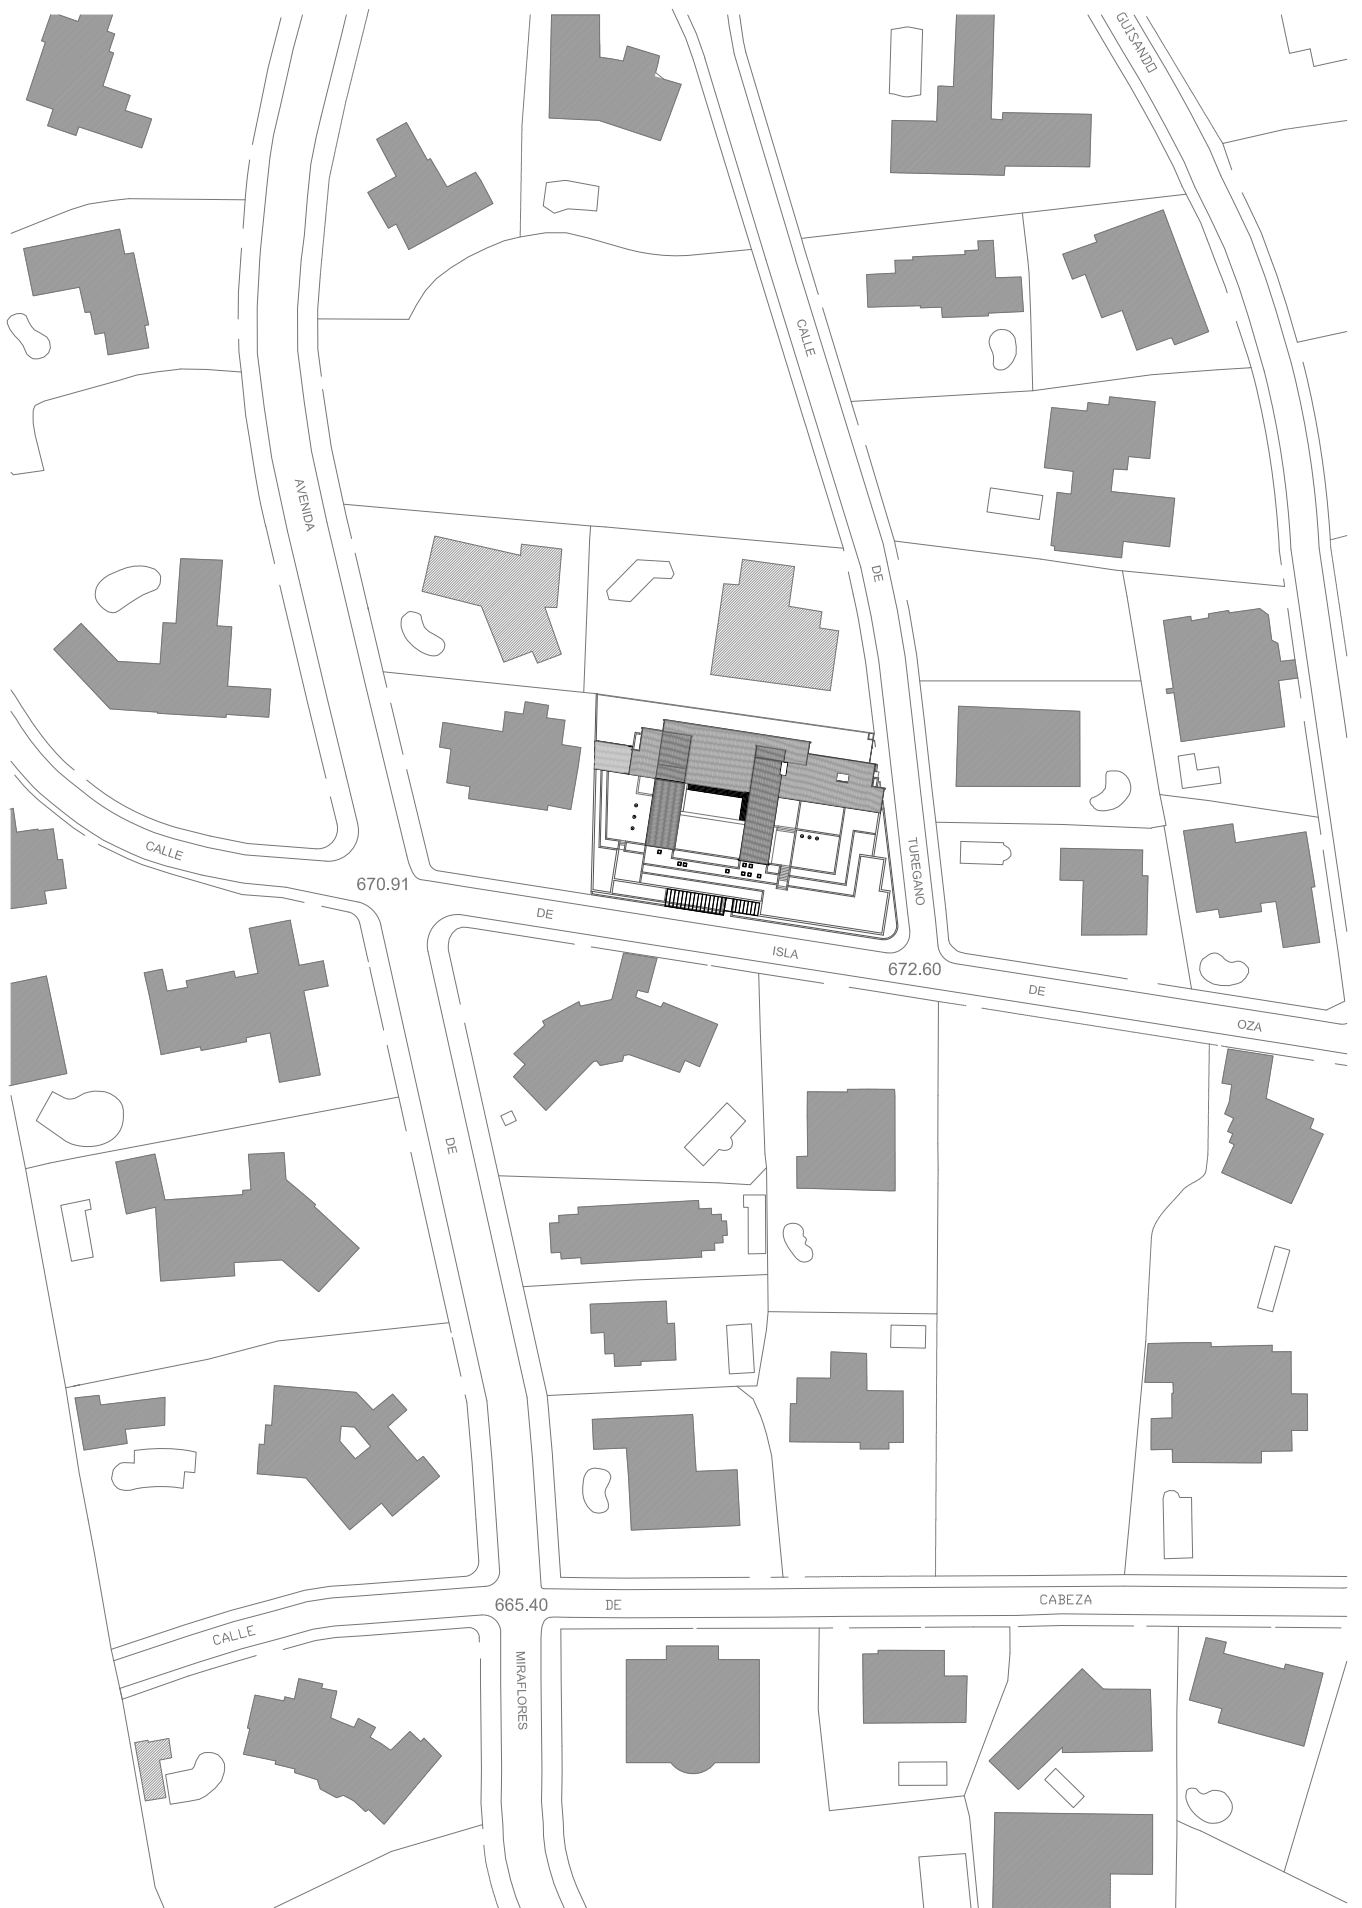 GUISANDO
CALLE
AVENIDA
DE
CALLE
TUREGANO
670.91
DE
ISLA
672.60
DE
OZA
DE
665.40
DE
CABEZA
CALLE
MIRAFLORES